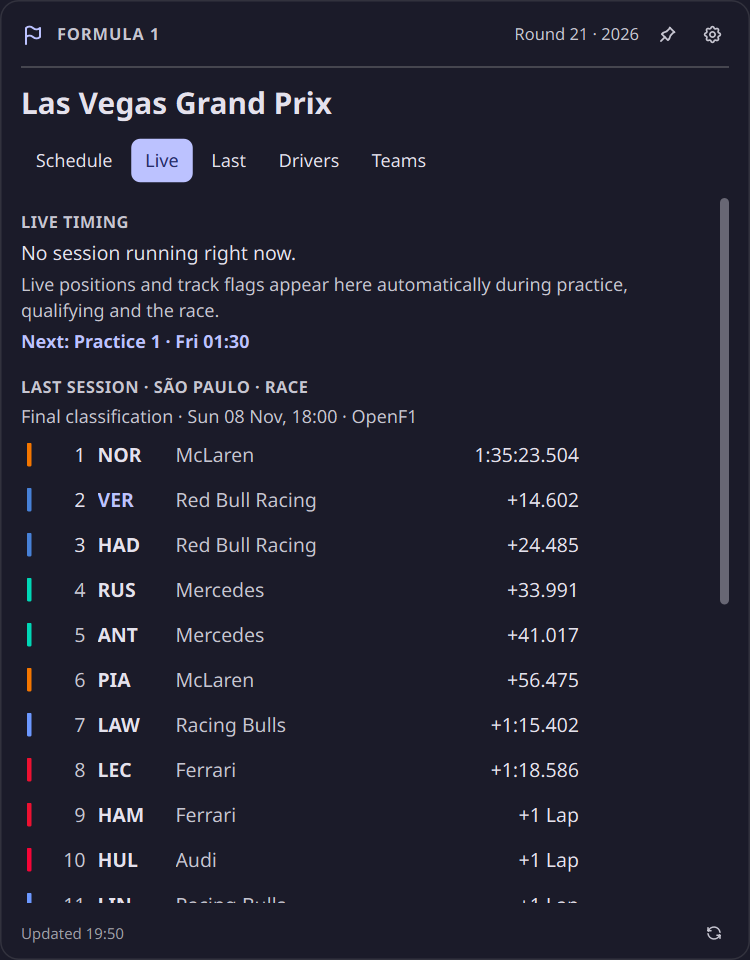 FORMULA 1
Round 21 · 2026
Las Vegas Grand Prix
Schedule Live Last Drivers Teams
LIVE TIMING
No session running right now.
Live positions and track flags appear here automatically during practice,
qualifying and the race.
Next: Practice 1 · Fri 01:30
LAST SESSION · SÃO PAULO · RACE
Final classification · Sun 08 Nov, 18:00 · OpenF1
1 NOR McLaren 1:35:23.504
2 VER Red Bull Racing +14.602
3 HAD Red Bull Racing +24.485
4 RUS Mercedes +33.991
5 ANT Mercedes +41.017
6 PIA McLaren +56.475
7 LAW Racing Bulls +1:15.402
8 LEC Ferrari +1:18.586
9 HAM Ferrari +1 Lap
10 HUL Audi +1 Lap
11 LIN Racing Bulls +1 Lap
Updated 19:50